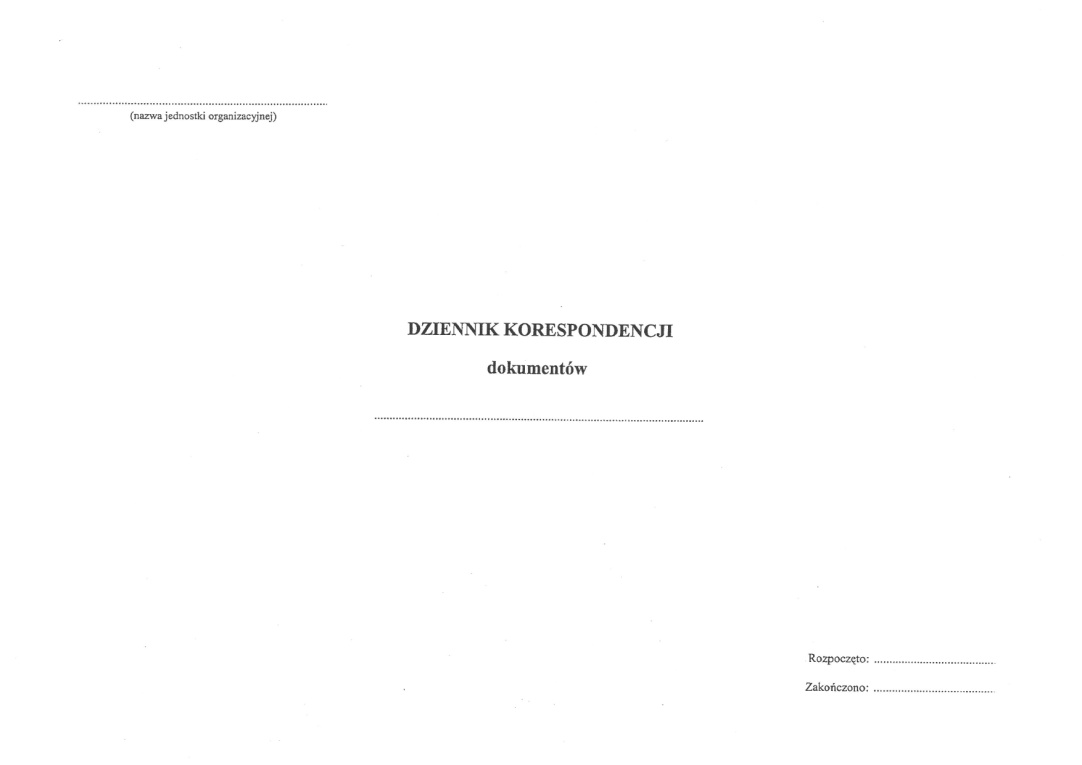 ................................................................................
(nazwa jednostki organizacyjnej)
DZIENNIK KORESPONDENCJI
dokumentów
................................................................................
Rozpoczęto: ........................................
Zakończono: ........................................